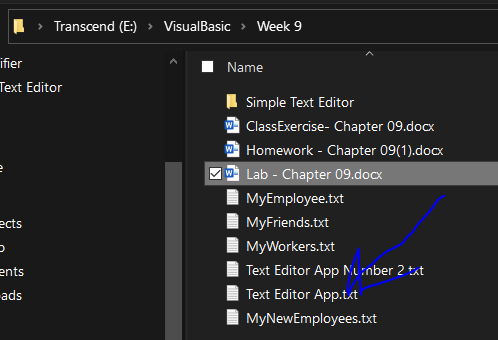 Transcend (E:) > VisualBasic > Week 9
ifier
Text Editor
e
ects
o
ents
oads
Name
Simple Text Editor
ClassExercise- Chapter 09.docx
Homework - Chapter 09(1).docx
Lab - Chapter 09.docx
MyEmployee.txt
MyFriends.txt
MyWorkers.txt
Text Editor App Number 2.txt
Text Editor App.txt
MyNewEmployees.txt